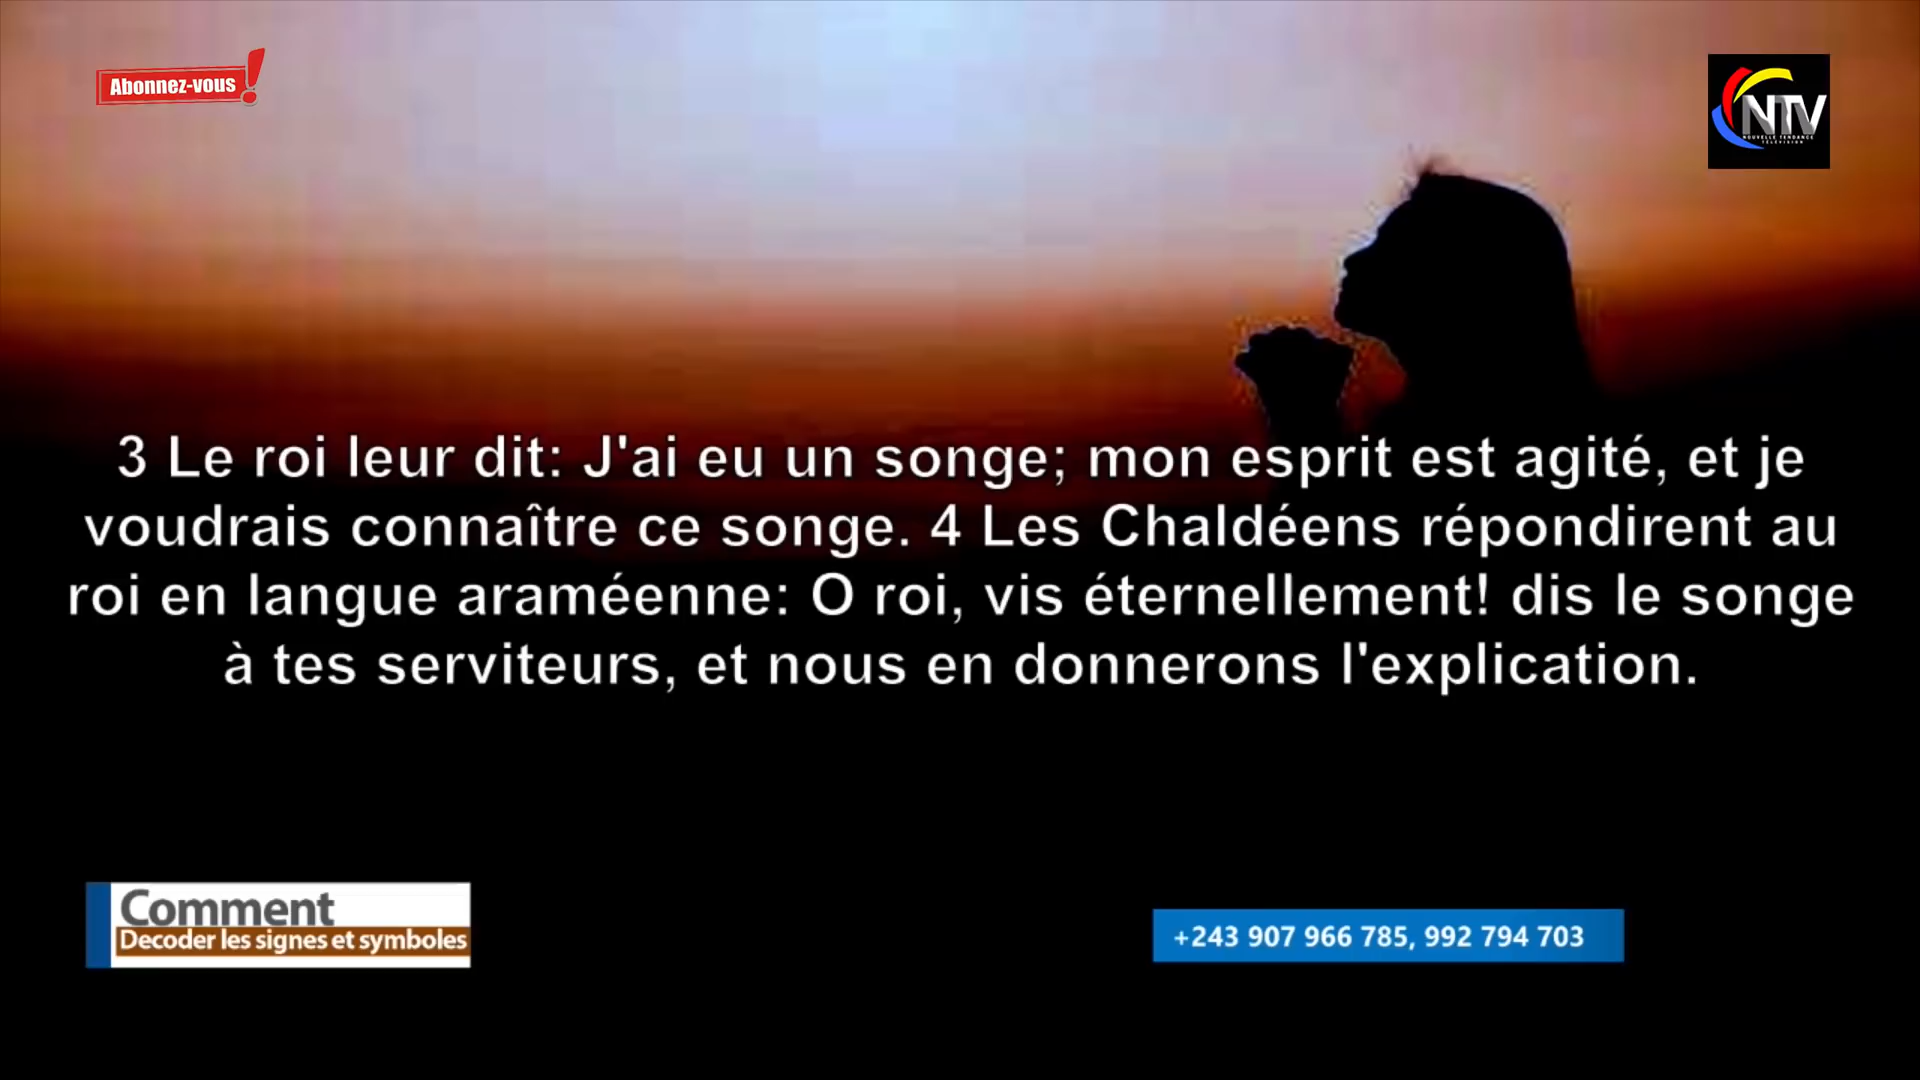 Abonnez-vous !
NTV
NOUVELLE TENDANCE
TELEVISION
3 Le roi leur dit: J'ai eu un songe; mon esprit est agité, et je
voudrais connaître ce songe. 4 Les Chaldéens répondirent au
roi en langue araméenne: O roi, vis éternellement! dis le songe
à tes serviteurs, et nous en donnerons l'explication.
Comment
Decoder les signes et symboles
+243 907 966 785, 992 794 703